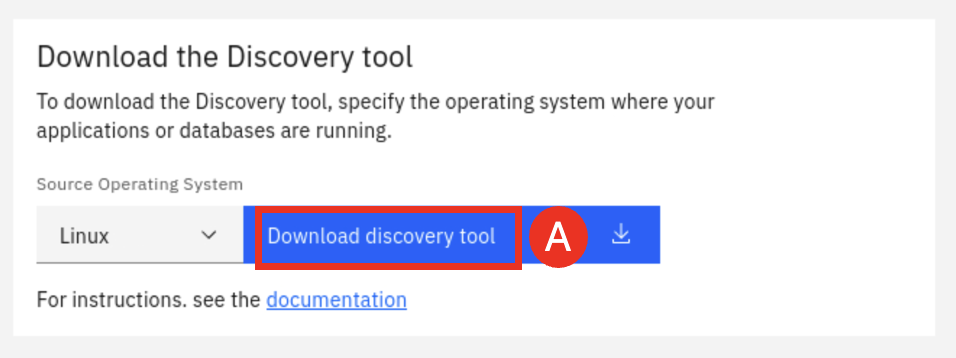 Download the Discovery tool
To download the Discovery tool, specify the operating system where your
applications or databases are running.
Source Operating System
Linux
Download discovery tool
A
For instructions. see the documentation